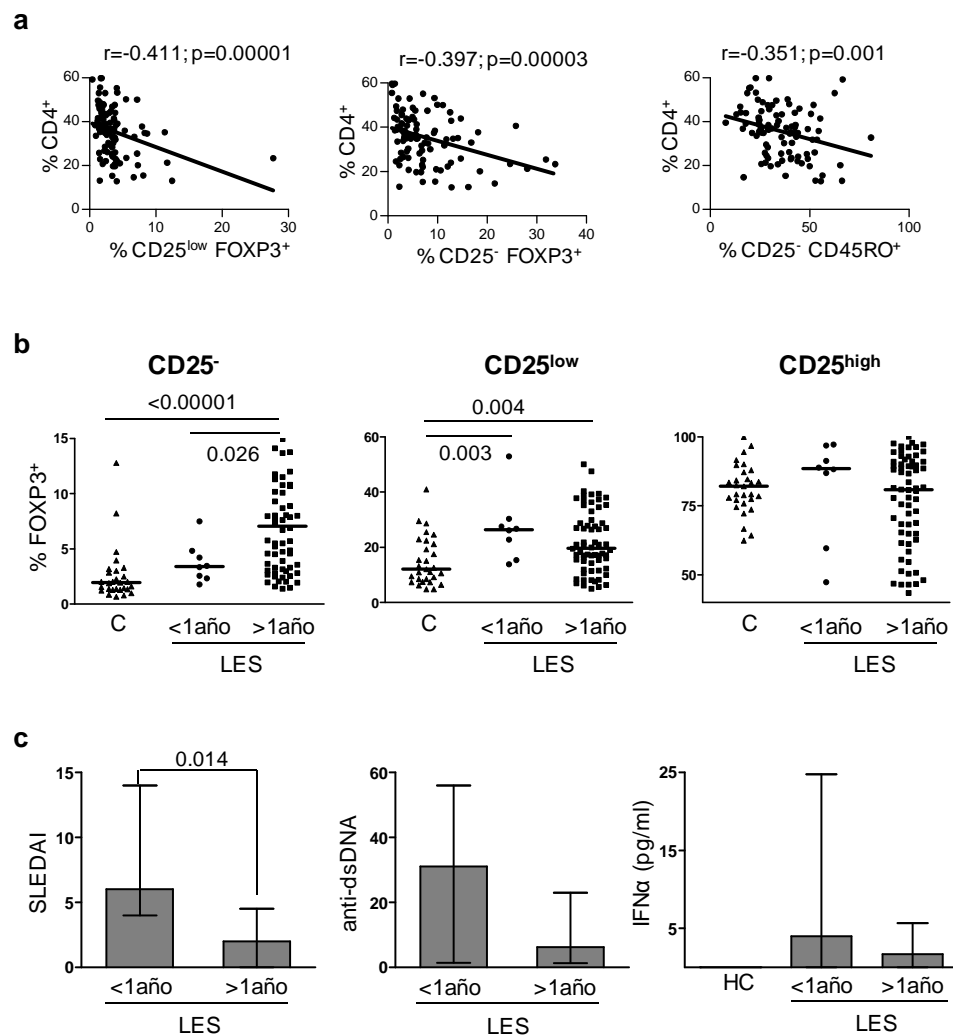 a
r=-0.411; p=0.00001
r=-0.397; p=0.00003
r=-0.351; p=0.001
60
40
20
0
% CD4+
0 10 20 30
% CD25low FOXP3+
60
40
20
0
% CD4+
0 10 20 30 40
% CD25- FOXP3+
60
40
20
0
% CD4+
0 50 100
% CD25- CD45RO+
b
CD25-
CD25low
CD25high
<0.00001
0.026
15
10
5
0
% FOXP3+
C <1año >1año
LES
0.004
0.003
60
40
20
0
C <1año >1año
LES
100
75
50
C <1año >1año
LES
c
0.014
15
10
5
0
SLEDAI
<1año >1año
LES
60
40
20
0
anti-dsDNA
<1año >1año
LES
25
15
5
IFNα (pg/ml)
HC <1año >1año
LES